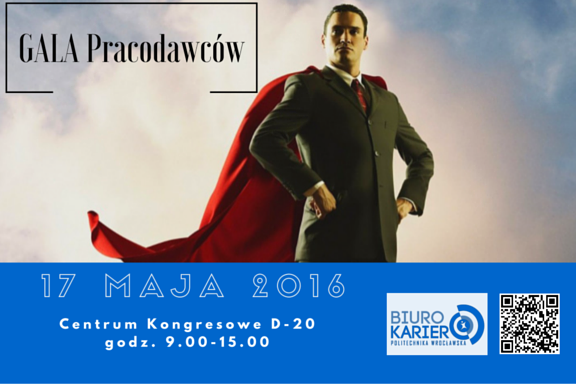 GALA Pracodawców
17 MAJA 2016
Centrum Kongresowe D-20
godz. 9.00-15.00
BIURO
KARIER
POLITECHNIKA WROCŁAWSKA